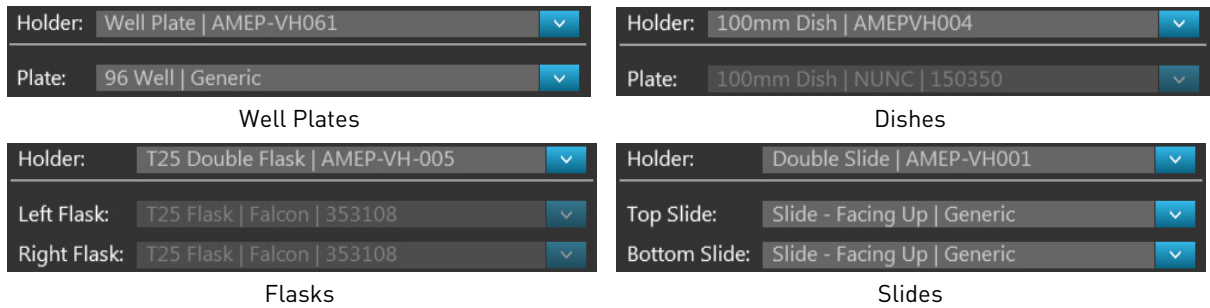 Holder: Well Plate | AMEP-VH061
Plate: 96 Well | Generic
Well Plates
Holder: 100mm Dish | AMEPVH004
Plate: 100mm Dish | NUNC | 150350
Dishes
Holder: T25 Double Flask | AMEP-VH-005
Left Flask: T25 Flask | Falcon | 353108
Right Flask: T25 Flask | Falcon | 353108
Flasks
Holder: Double Slide | AMEP-VH001
Top Slide: Slide - Facing Up | Generic
Bottom Slide: Slide - Facing Up | Generic
Slides